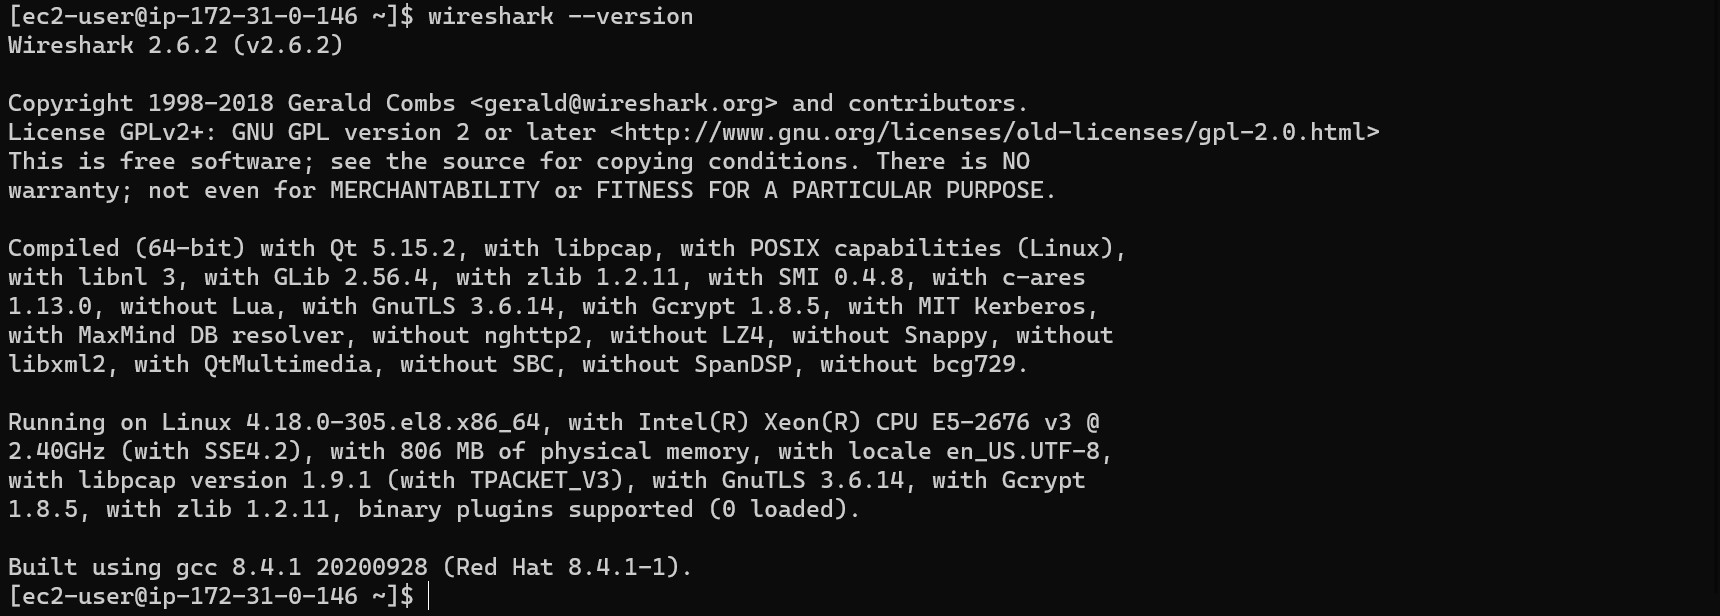 [ec2-user@ip-172-31-0-146 ~]$ wireshark --version
Wireshark 2.6.2 (v2.6.2)
Copyright 1998-2018 Gerald Combs <gerald@wireshark.org> and contributors.
License GPLv2+: GNU GPL version 2 or later <http://www.gnu.org/licenses/old-licenses/gpl-2.0.html>
This is free software; see the source for copying conditions. There is NO
warranty; not even for MERCHANTABILITY or FITNESS FOR A PARTICULAR PURPOSE.
Compiled (64-bit) with Qt 5.15.2, with libpcap, with POSIX capabilities (Linux),
with libnl 3, with GLib 2.56.4, with zlib 1.2.11, with SMI 0.4.8, with c-ares
1.13.0, without Lua, with GnuTLS 3.6.14, with Gcrypt 1.8.5, with MIT Kerberos,
with MaxMind DB resolver, without nghttp2, without LZ4, without Snappy, without
libxml2, with QtMultimedia, without SBC, without SpanDSP, without bcg729.
Running on Linux 4.18.0-305.el8.x86_64, with Intel(R) Xeon(R) CPU E5-2676 v3 @
2.40GHz (with SSE4.2), with 806 MB of physical memory, with locale en_US.UTF-8,
with libpcap version 1.9.1 (with TPACKET_V3), with GnuTLS 3.6.14, with Gcrypt
1.8.5, with zlib 1.2.11, binary plugins supported (0 loaded).
Built using gcc 8.4.1 20200928 (Red Hat 8.4.1-1).
[ec2-user@ip-172-31-0-146 ~]$